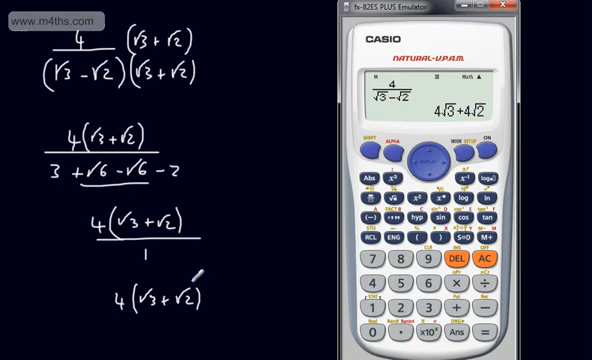 www.m4ths.com
fx-82ES PLUS Emulator
4 (√3 + √2)
(√3 − √2) (√3 + √2)
4(√3 + √2)
3 + √6 − √6 − 2
4(√3 + √2)
1
4(√3 + √2)
CASIO
NATURAL-V.P.A.M.
M D Math ▲
4
√3−√2
4√3+4√2
SHIFT ALPHA REPLAY MODE SETUP ON
Abs x³ x⁻¹ log
√ x² log ln
(−) hyp sin cos tan
STO
RCL ENG ( ) S⇔D M+
7 8 9 DEL AC
4 5 6 × ÷
1 2 3 + −
0 • ×10ˣ Ans =